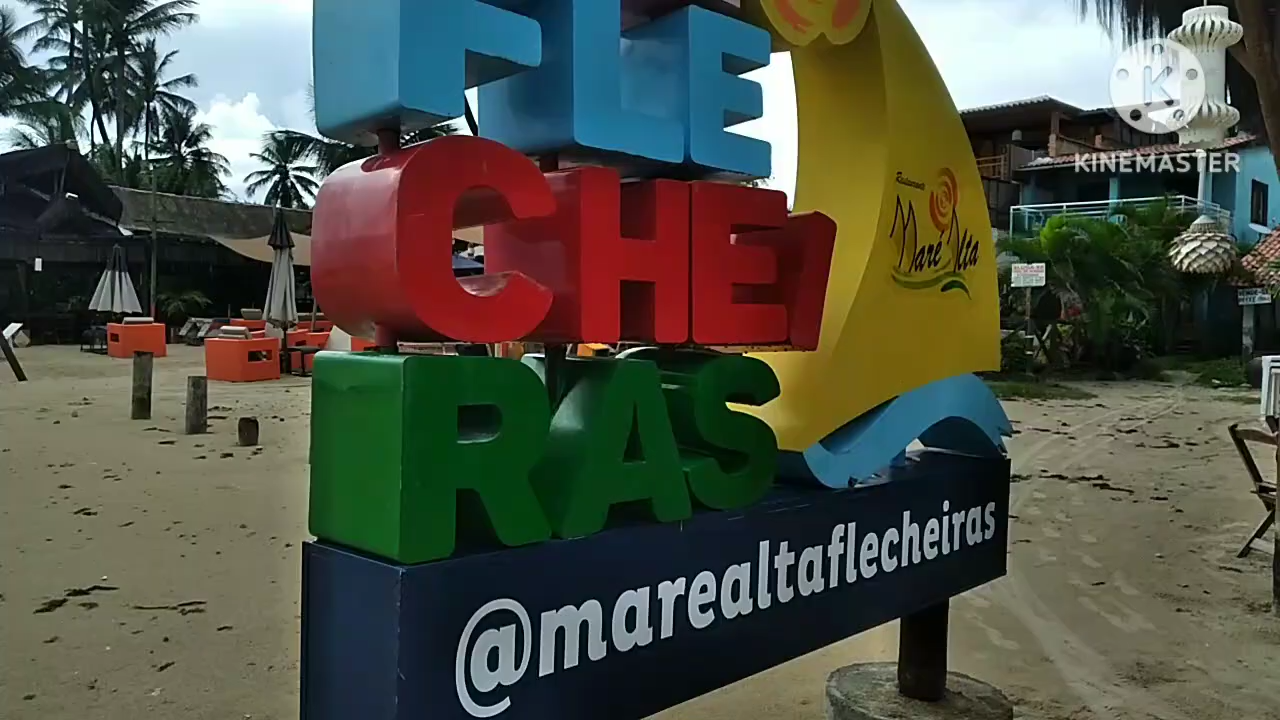 FLE
CHEI
RAS
Restaurante
Maré Alta
@marealtaflecheiras
KINEMASTER